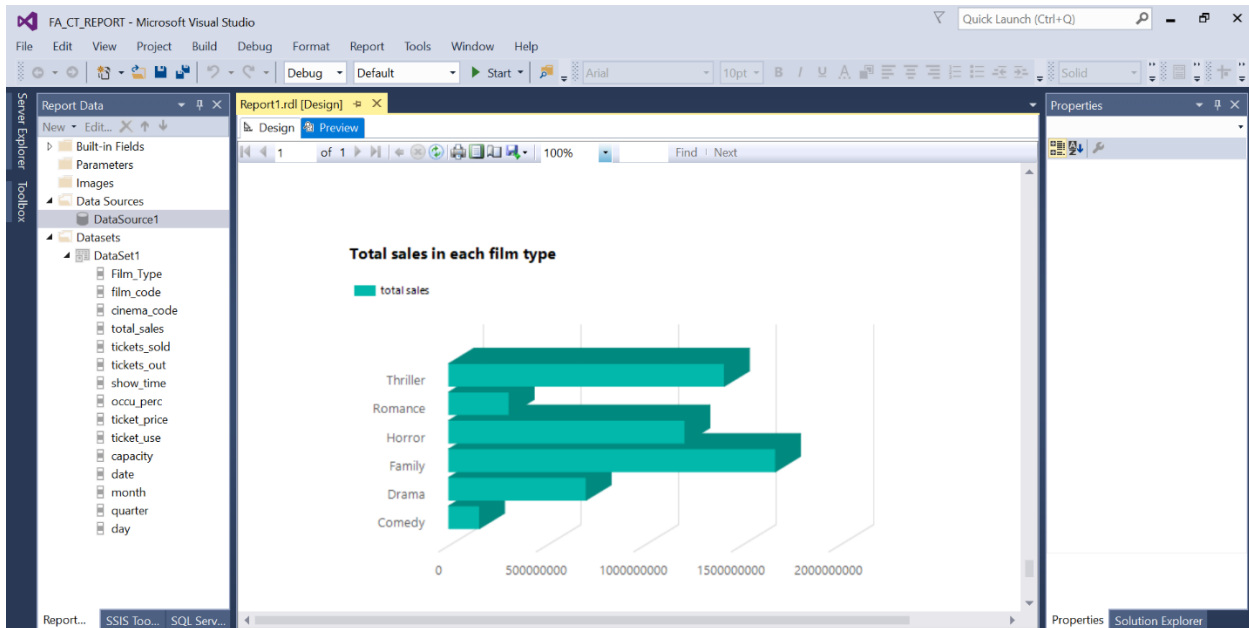 FA_CT_REPORT - Microsoft Visual Studio
Quick Launch (Ctrl+Q)
File Edit View Project Build Debug Format Report Tools Window Help
Debug Default Start Arial 10pt B I U A Solid
Server Explorer
Toolbox
Report Data
New Edit...
Built-in Fields
Parameters
Images
Data Sources
DataSource1
Datasets
DataSet1
Film_Type
film_code
cinema_code
total_sales
tickets_sold
tickets_out
show_time
occu_perc
ticket_price
ticket_use
capacity
date
month
quarter
day
Report... SSIS Too... SQL Serv...
Report1.rdl [Design]
Design Preview
1 of 1 100% Find Next
Total sales in each film type
total sales
Thriller
Romance
Horror
Family
Drama
Comedy
0 500000000 1000000000 1500000000 2000000000
Properties
Properties Solution Explorer